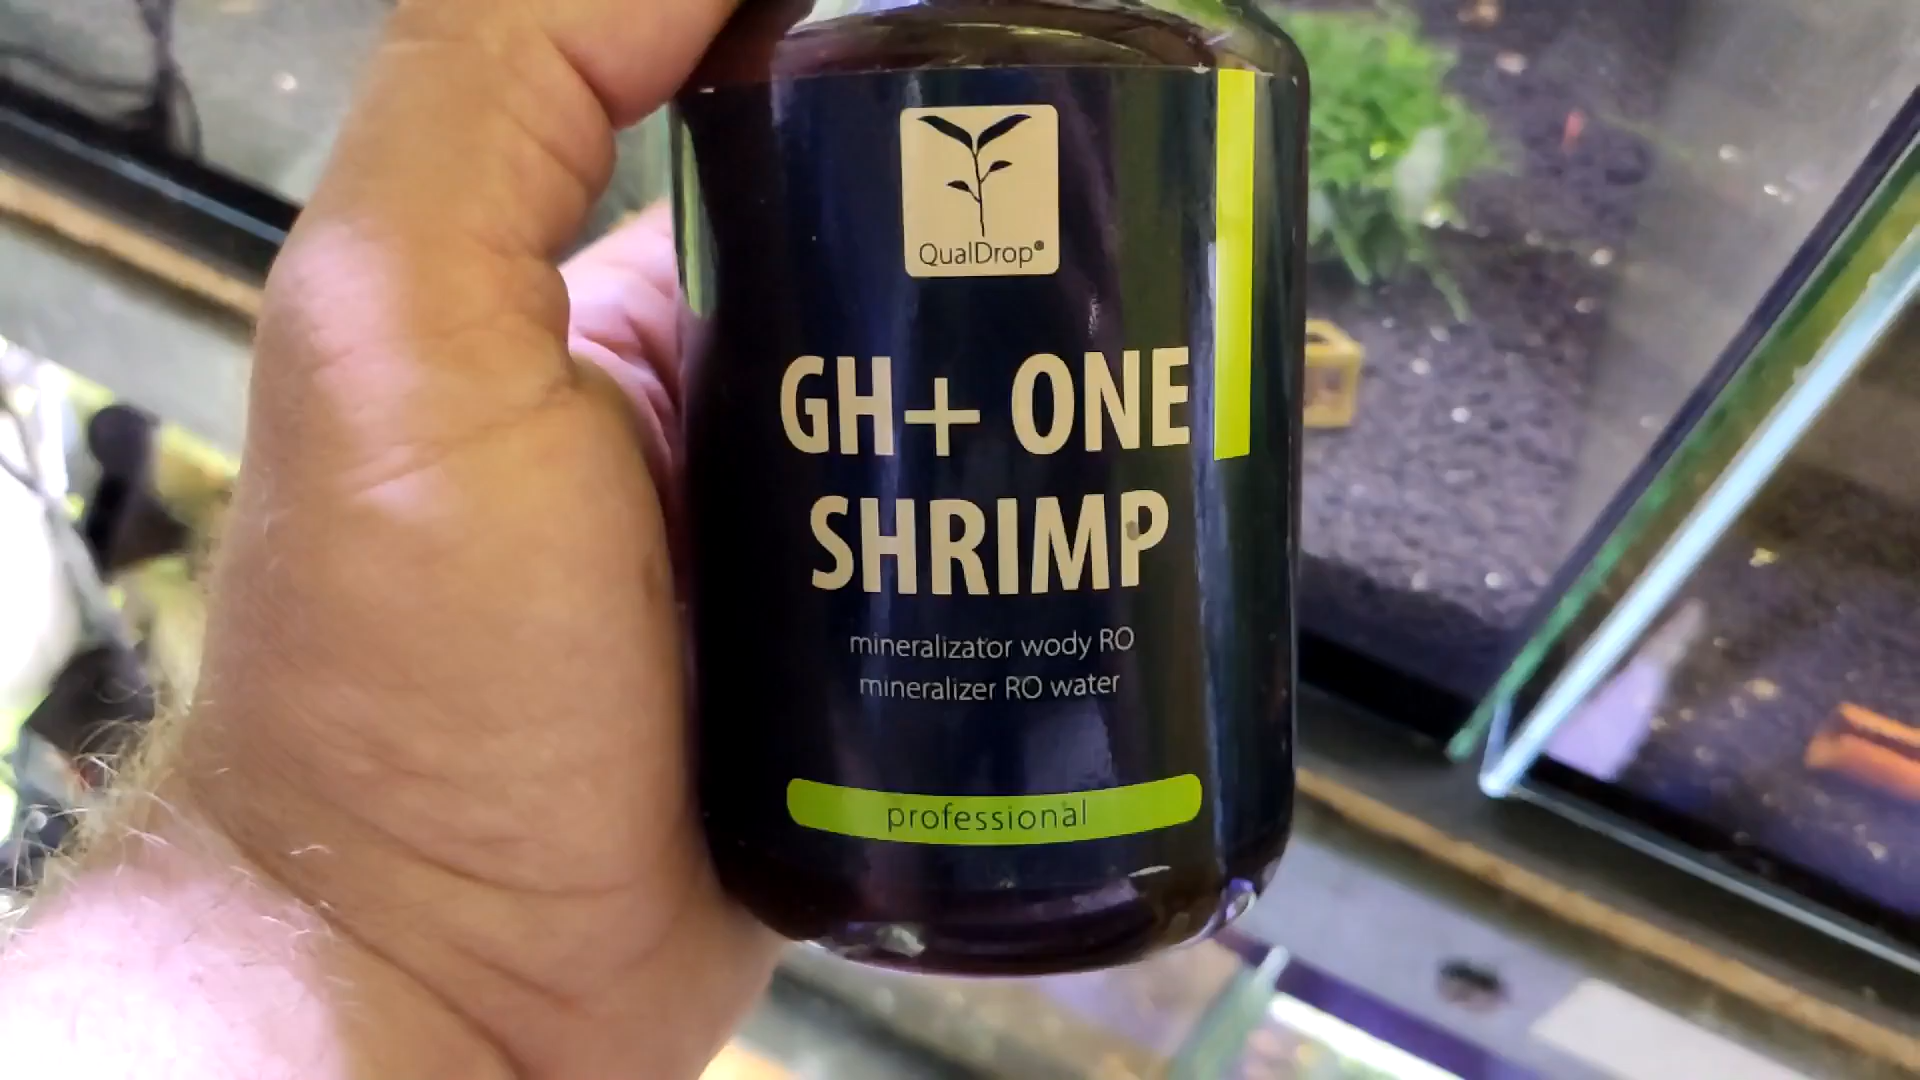 QualDrop®
GH+ ONE
SHRIMP
mineralizator wody RO
mineralizer RO water
professional